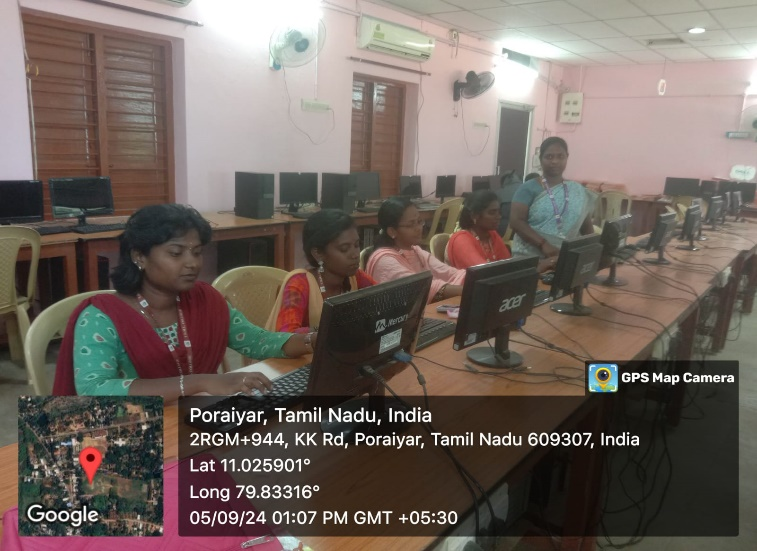 Mercury
acer
GPS Map Camera
Poraiyar, Tamil Nadu, India
2RGM+944, KK Rd, Poraiyar, Tamil Nadu 609307, India
Lat 11.025901°
Long 79.83316°
05/09/24 01:07 PM GMT +05:30
Google